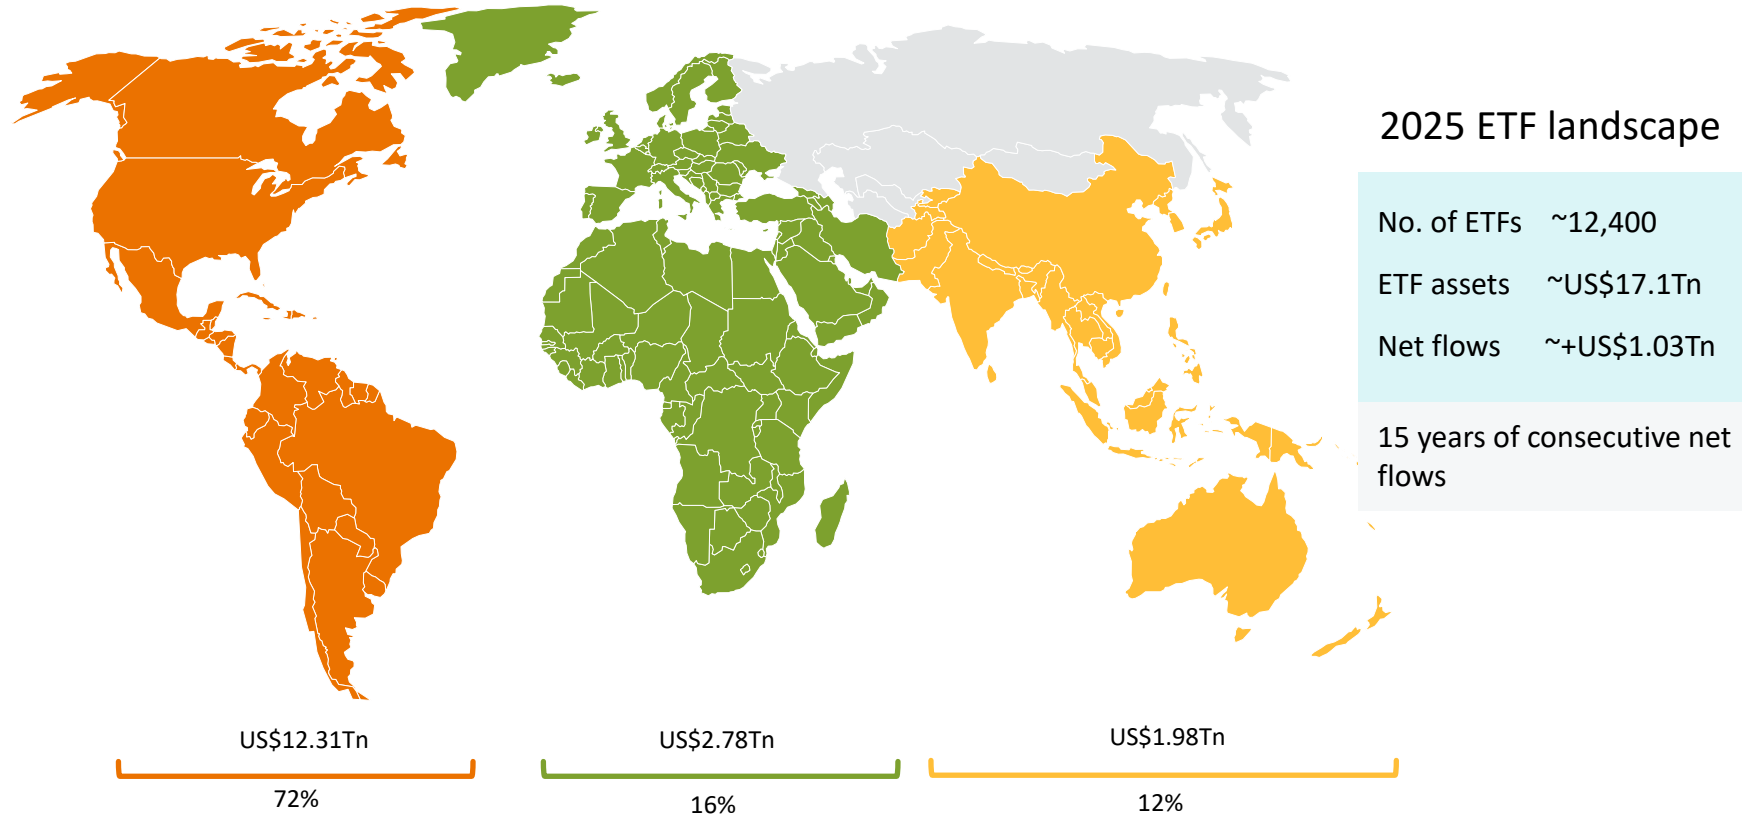 2025 ETF landscape
No. of ETFs ~12,400
ETF assets ~US$17.1Tn
Net flows ~+US$1.03Tn
15 years of consecutive net
flows
US$12.31Tn
72%
US$2.78Tn
16%
US$1.98Tn
12%